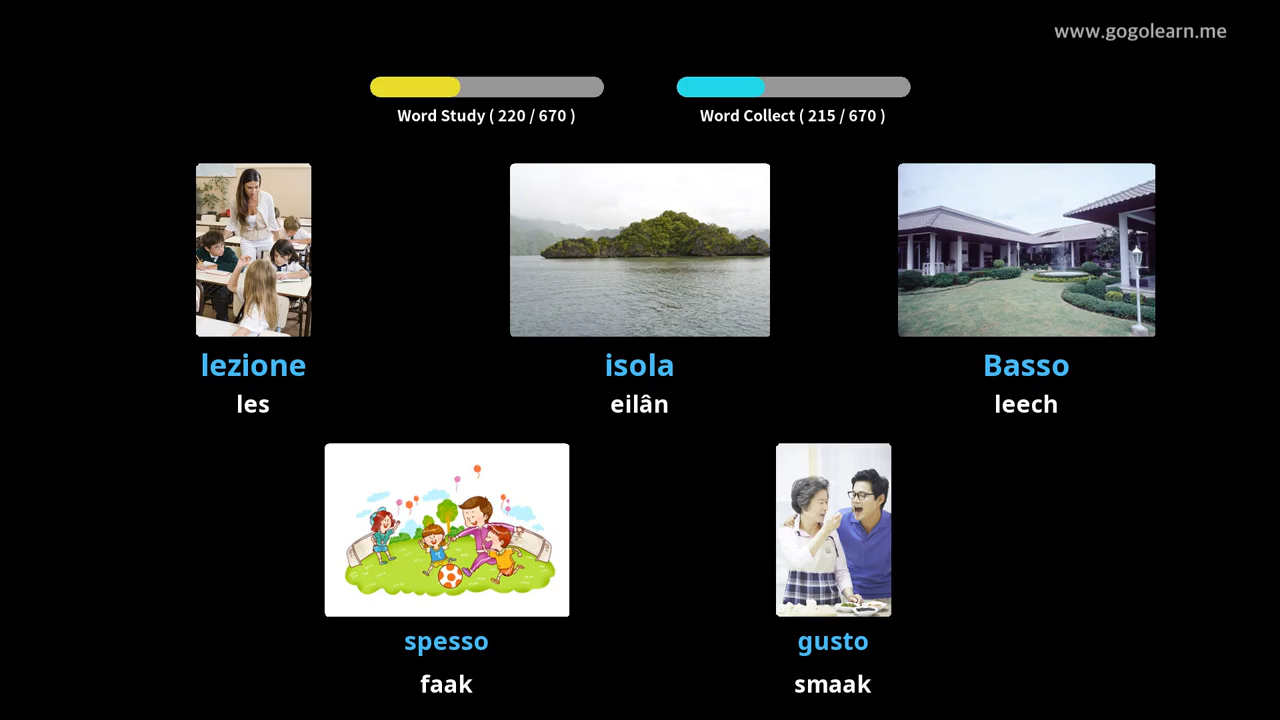 www.gogolearn.me
Word Study ( 220 / 670 )
Word Collect ( 215 / 670 )
lezione
les
isola
eilân
Basso
leech
spesso
faak
gusto
smaak